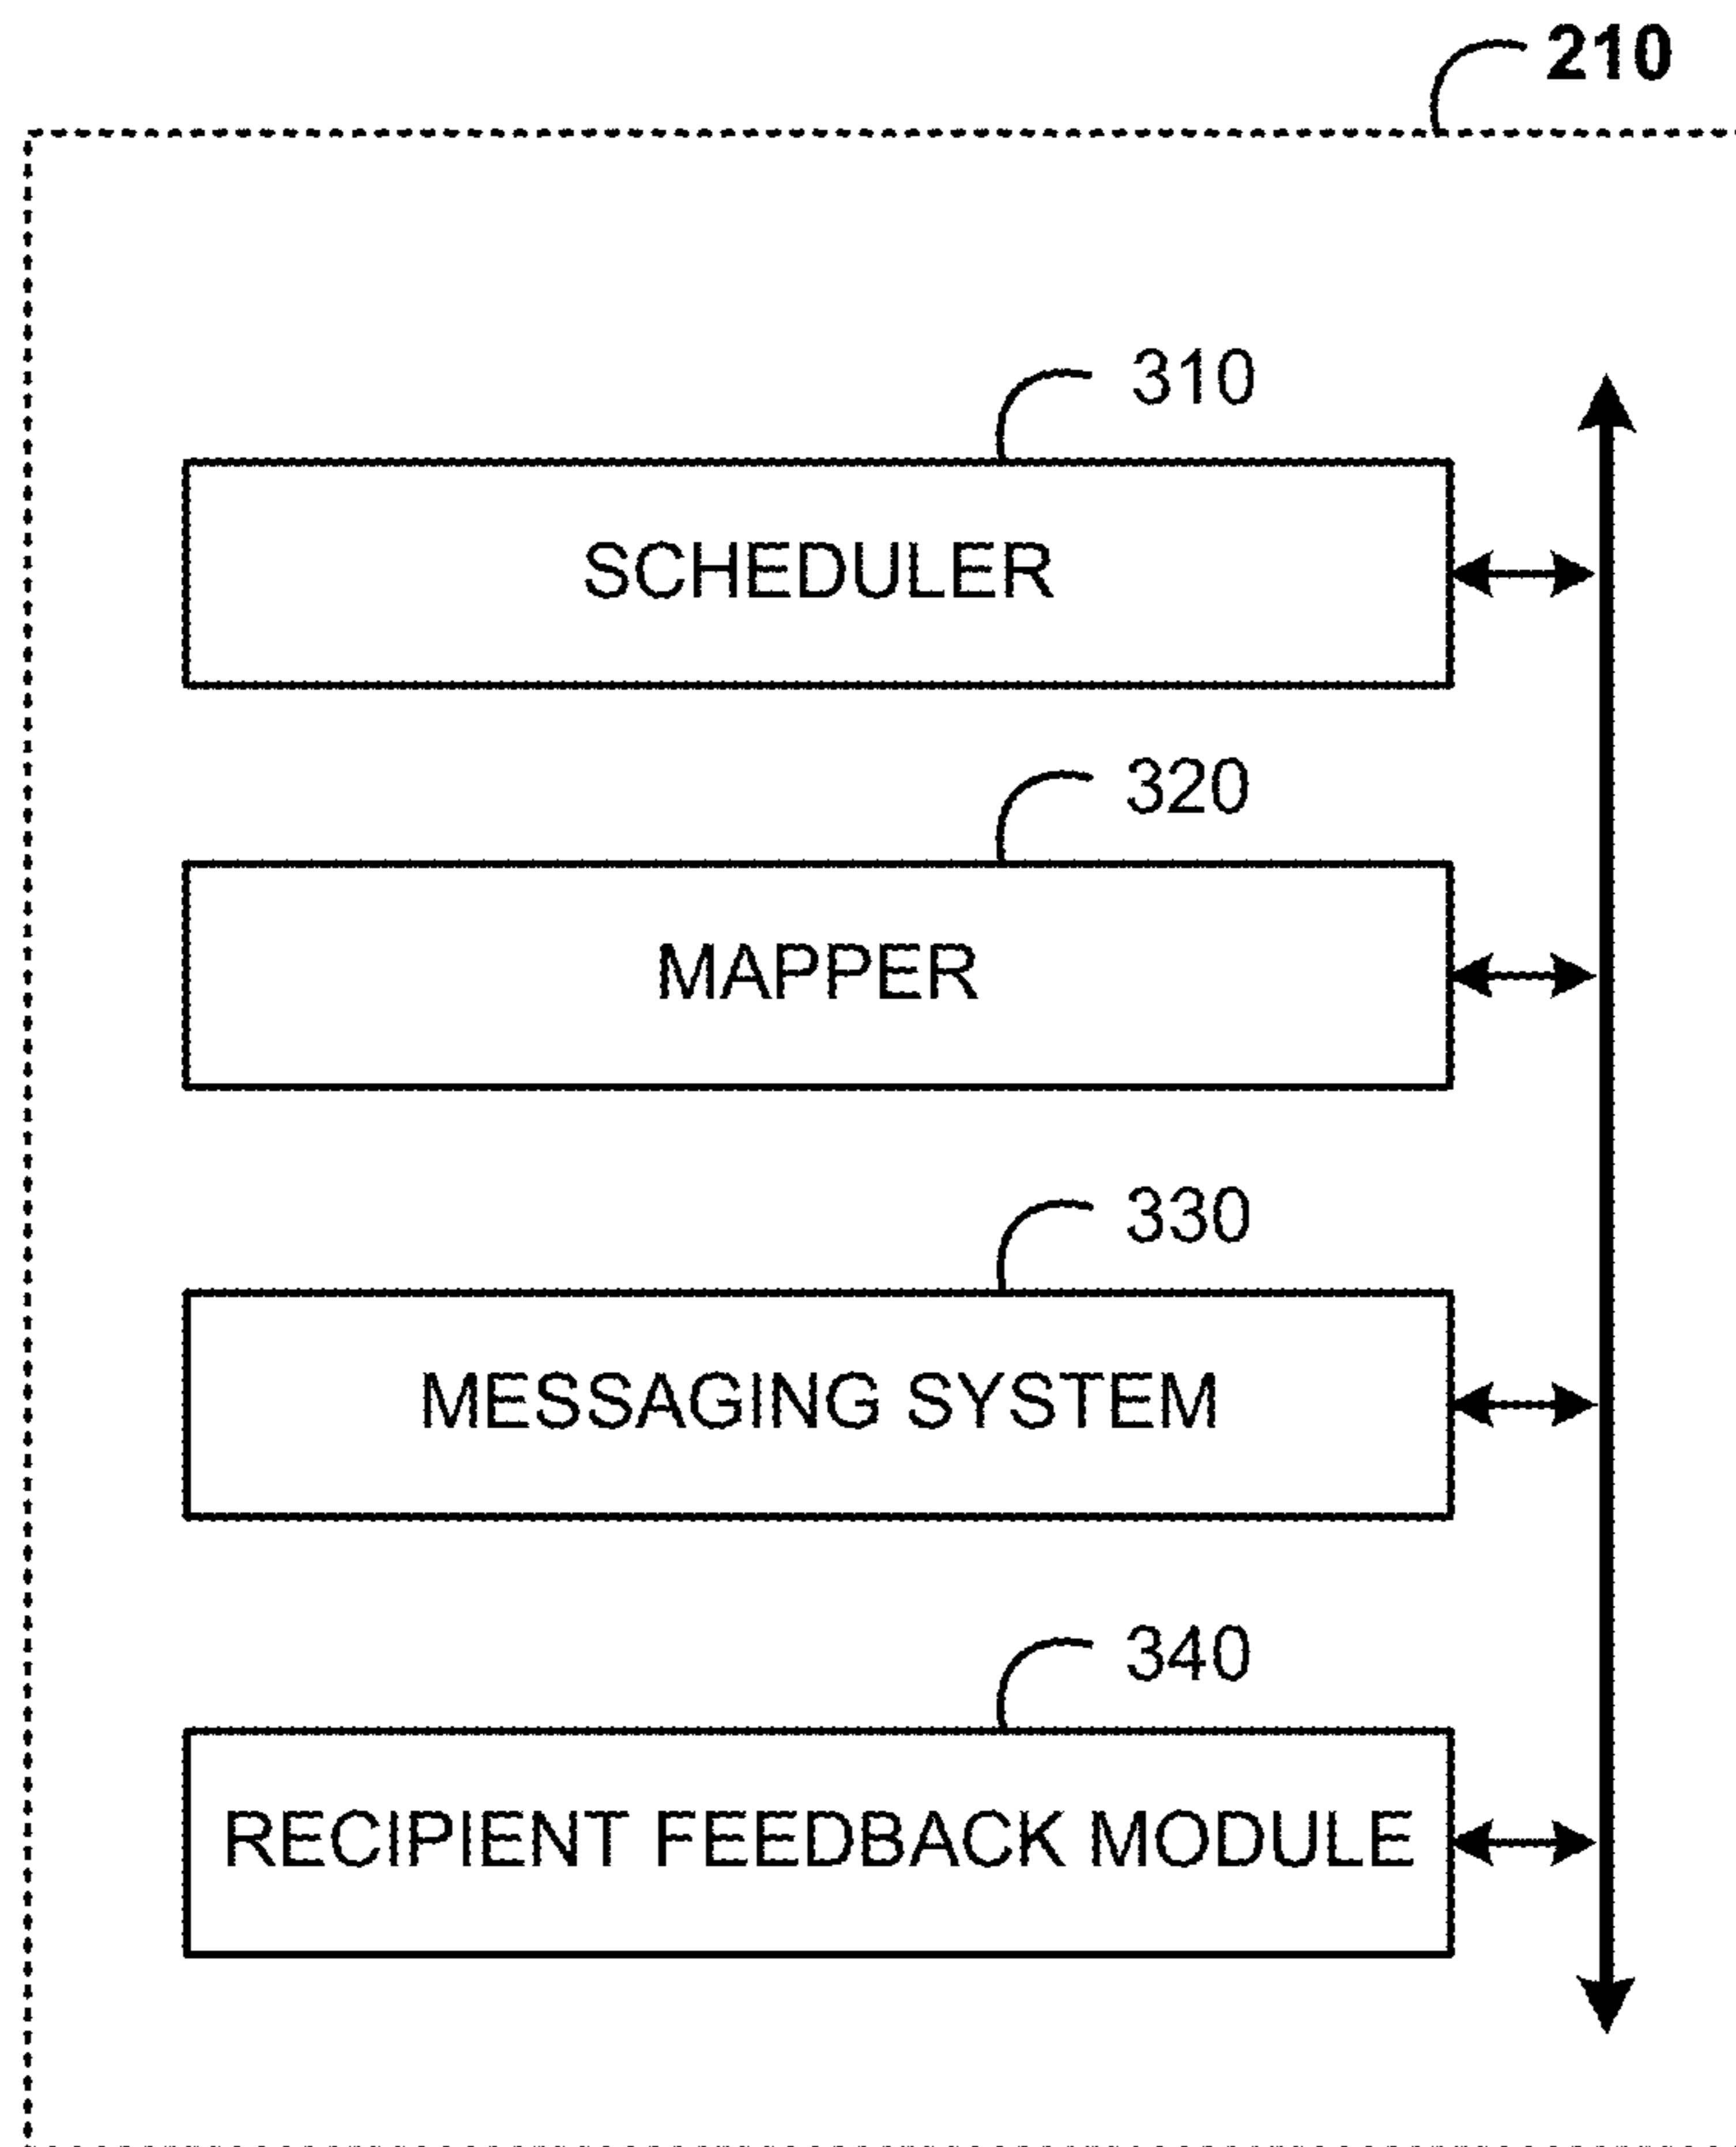 210
310
SCHEDULER
320
MAPPER
330
MESSAGING SYSTEM
340
RECIPIENT FEEDBACK MODULE